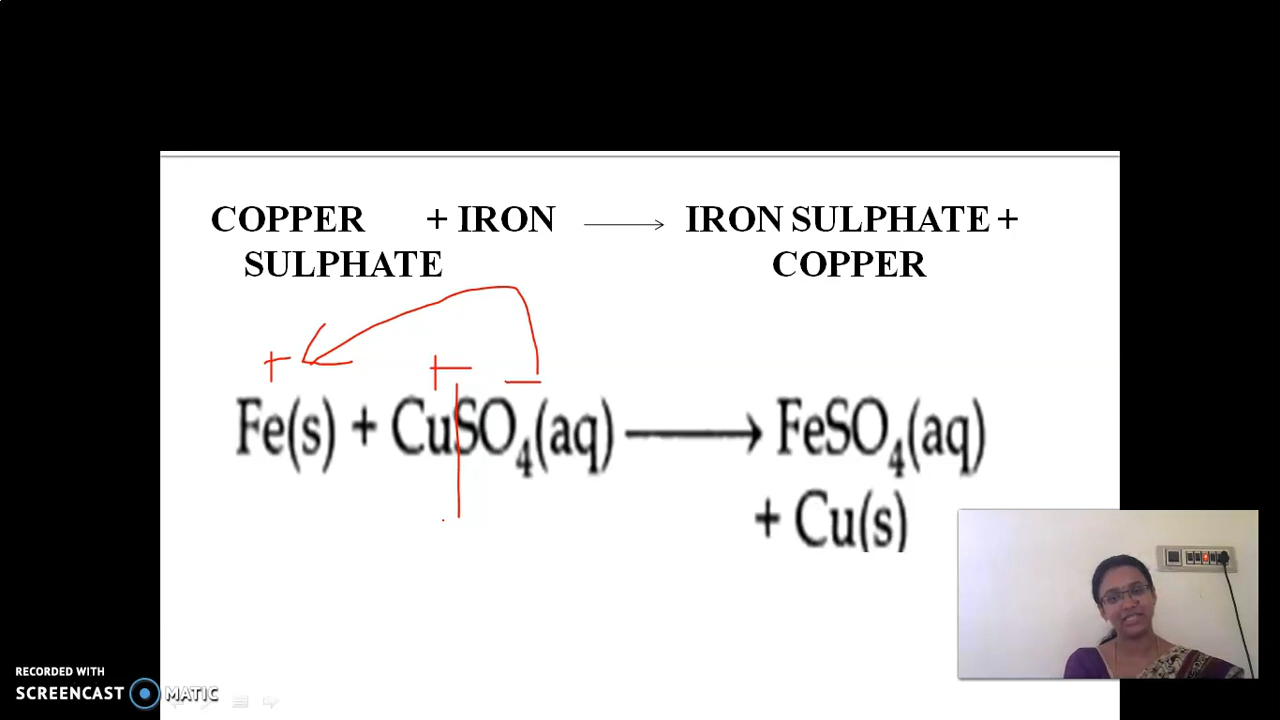 COPPER + IRON ⟶ IRON SULPHATE +
SULPHATE COPPER
+ + −
Fe(s) + CuSO₄(aq) ⟶ FeSO₄(aq)
+ Cu(s)
RECORDED WITH
SCREENCAST MATIC